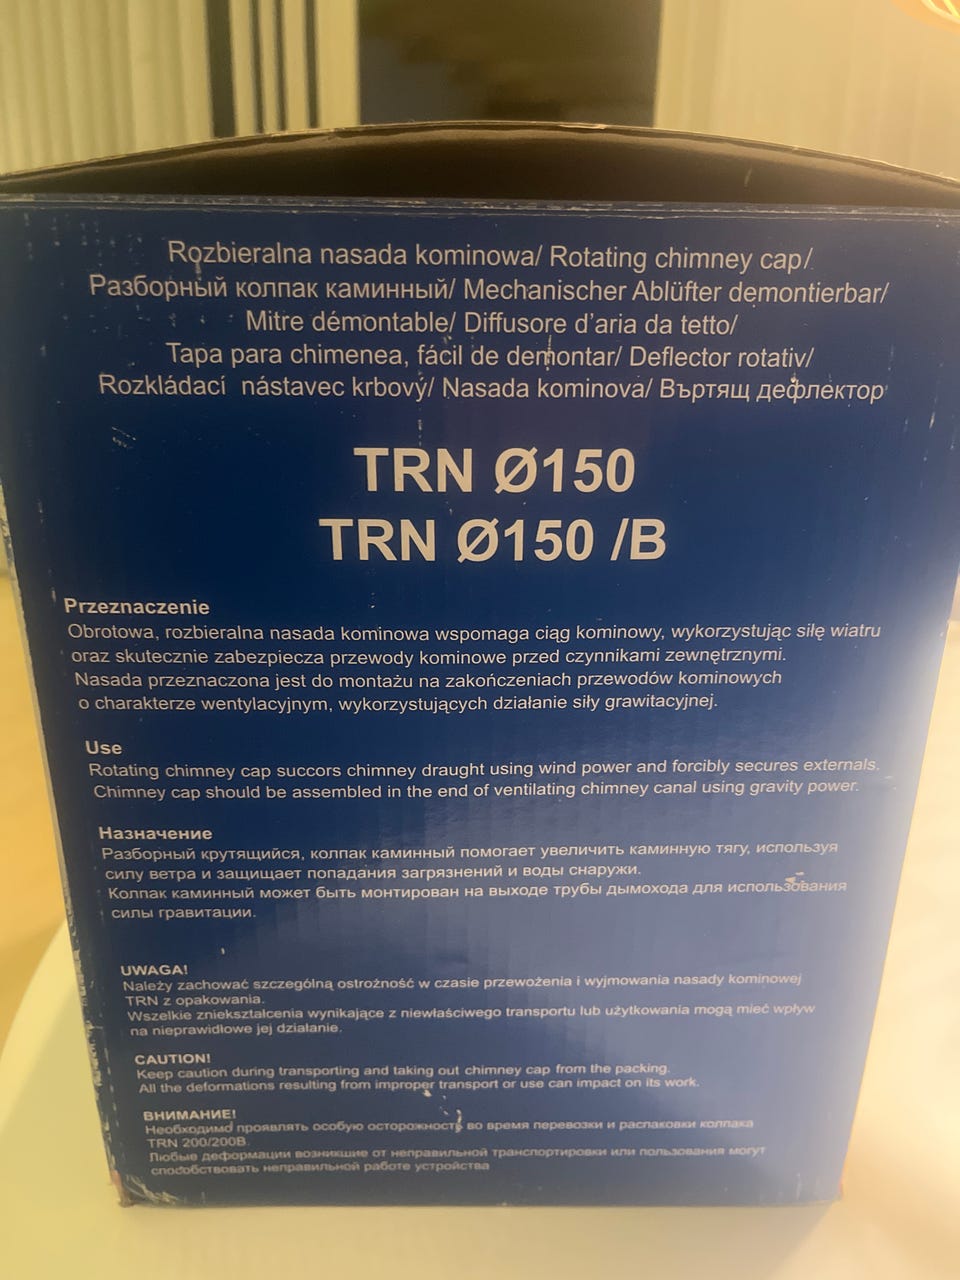 Rozbieralna nasada kominowa/ Rotating chimney cap/
Разборный колпак каминный/ Mechanischer Ablüfter demontierbar/
Mitre démontable/ Diffusore d'aria da tetto/
Tapa para chimenea, fácil de demontar/ Deflector rotativ/
Rozkládací nástavec krbový/ Nasada kominova/ Въртящ дефлектор
TRN Ø150
TRN Ø150 /B
Przeznaczenie
Obrotowa, rozbieralna nasada kominowa wspomaga ciąg kominowy, wykorzystując siłę wiatru
oraz skutecznie zabezpiecza przewody kominowe przed czynnikami zewnętrznymi.
Nasada przeznaczona jest do montażu na zakończeniach przewodów kominowych
o charakterze wentylacyjnym, wykorzystujących działanie siły grawitacyjnej.
Use
Rotating chimney cap succors chimney draught using wind power and forcibly secures externals.
Chimney cap should be assembled in the end of ventilating chimney canal using gravity power.
Назначение
Разборный крутящийся, колпак каминный помогает увеличить каминную тягу, используя
силу ветра и защищает попадания загрязнений и воды снаружи.
Колпак каминный может быть монтирован на выходе трубы дымохода для использования
силы гравитации.
UWAGA!
Należy zachować szczególną ostrożność w czasie przewożenia i wyjmowania nasady kominowej
TRN z opakowania.
Wszelkie zniekształcenia wynikające z niewłaściwego transportu lub użytkowania mogą mieć wpływ
na nieprawidłowe jej działanie.
CAUTION!
Keep caution during transporting and taking out chimney cap from the packing.
All the deformations resulting from improper transport or use can impact on its work.
ВНИМАНИЕ!
Необходимо проявлять особую осторожность во время перевозки и распаковки колпака
TRN 200/200B.
Любые деформации возникшие от неправильной транспортировки или пользования могут
способствовать неправильной работе устройства